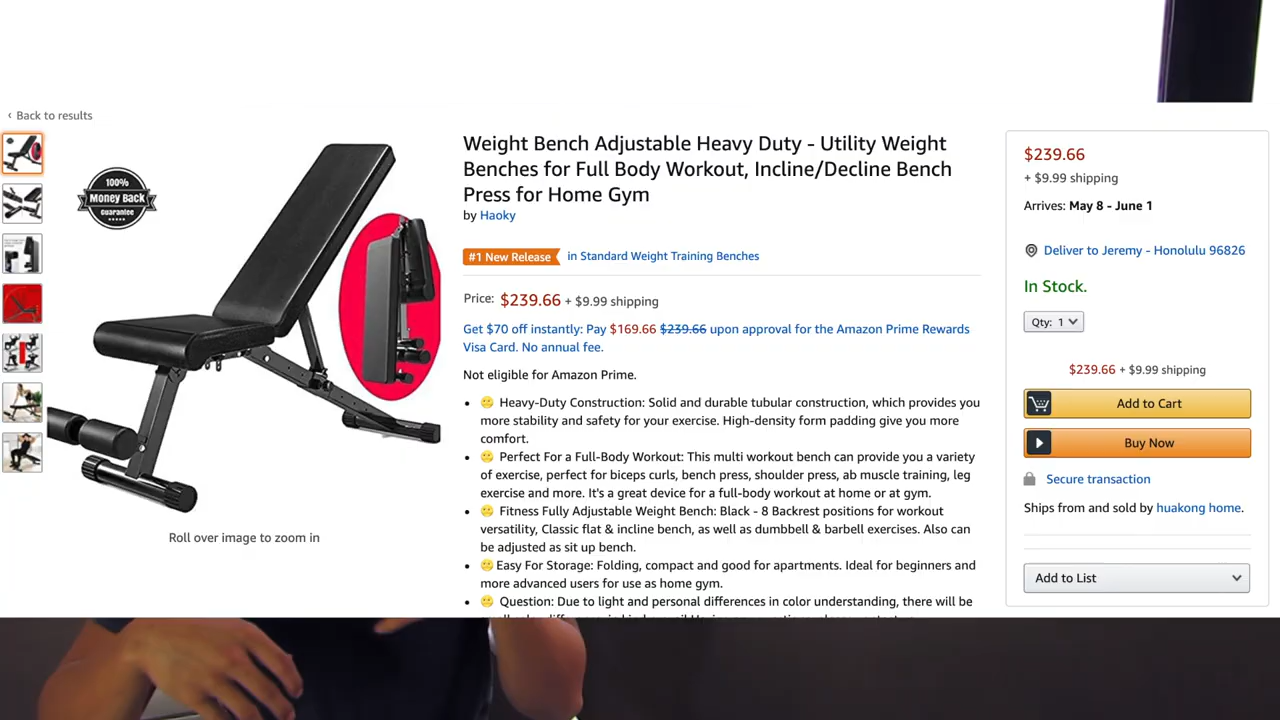 ‹ Back to results
100%
Money Back
Guarantee
Roll over image to zoom in
Weight Bench Adjustable Heavy Duty - Utility Weight
Benches for Full Body Workout, Incline/Decline Bench
Press for Home Gym
by Haoky
#1 New Release in Standard Weight Training Benches
Price: $239.66 + $9.99 shipping
Get $70 off instantly: Pay $169.66 $239.66 upon approval for the Amazon Prime Rewards
Visa Card. No annual fee.
Not eligible for Amazon Prime.
• Heavy-Duty Construction: Solid and durable tubular construction, which provides you
more stability and safety for your exercise. High-density form padding give you more
comfort.
• Perfect For a Full-Body Workout: This multi workout bench can provide you a variety
of exercise, perfect for biceps curls, bench press, shoulder press, ab muscle training, leg
exercise and more. It's a great device for a full-body workout at home or at gym.
• Fitness Fully Adjustable Weight Bench: Black - 8 Backrest positions for workout
versatility, Classic flat & incline bench, as well as dumbbell & barbell exercises. Also can
be adjusted as sit up bench.
• Easy For Storage: Folding, compact and good for apartments. Ideal for beginners and
more advanced users for use as home gym.
• Question: Due to light and personal differences in color understanding, there will be
$239.66
+ $9.99 shipping
Arrives: May 8 - June 1
Deliver to Jeremy - Honolulu 96826
In Stock.
Qty: 1
$239.66 + $9.99 shipping
Add to Cart
Buy Now
Secure transaction
Ships from and sold by huakong home.
Add to List